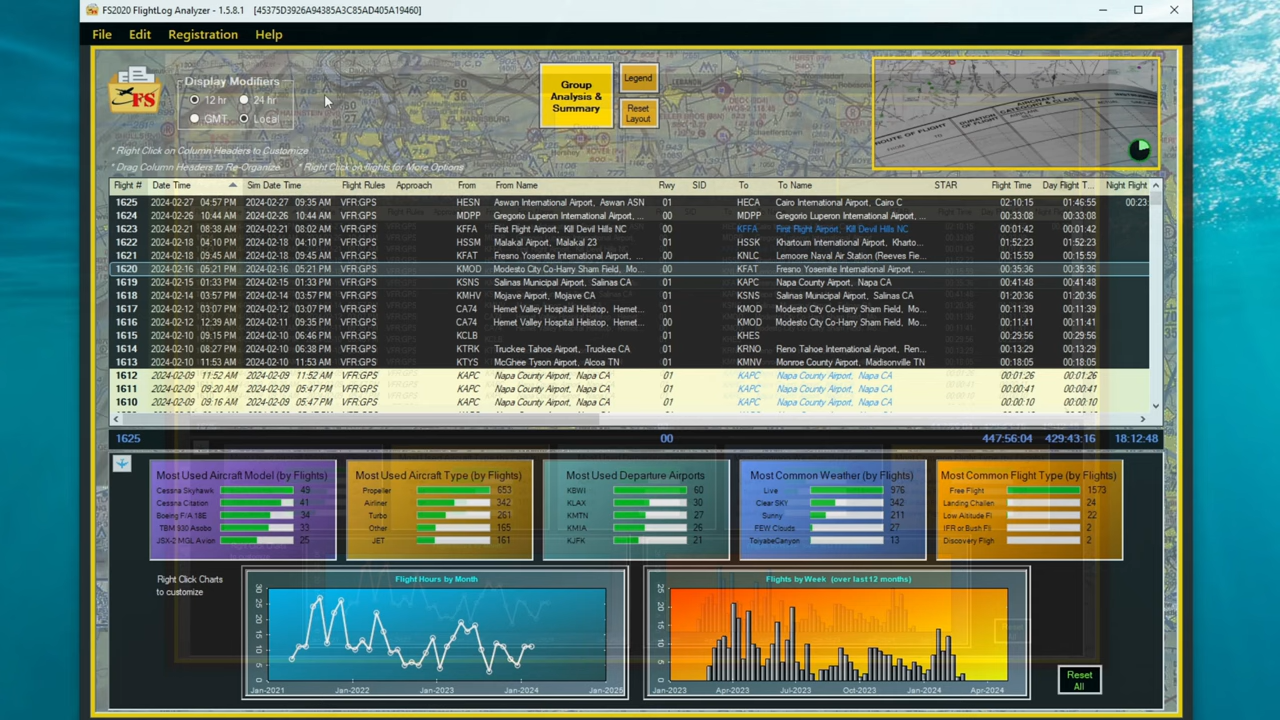 FS2020 FlightLog Analyzer - 1.5.8.1 [45375D3926A94385A3C85AD405A19460]
File Edit Registration Help
FS
Display Modifiers
12 hr 24 hr
GMT Local
Group Analysis & Summary
Legend
Reset Layout
ROUTE OF FLIGHT
* Right Click on Column Headers to Customize
* Drag Column Headers to Re-Organize * Right Click on flights for More Options
Flight # Date Time Sim Date Time Flight Rules Approach From From Name Rwy SID To To Name STAR Flight Time Day Flight T... Night Flight
1625 2024-02-27 04:57 PM 2024-02-27 09:35 AM VFR:GPS HESN Aswan International Airport, Aswan ASN 01 HECA Cairo International Airport, Cairo C 02:10:15 01:46:55 00:23:
1624 2024-02-26 10:44 AM 2024-02-26 10:44 AM VFR:GPS MDPP Gregorio Luperon International Airport, ... 00 MDPP Gregorio Luperon International Airport, ... 00:33:08 00:33:08
1623 2024-02-21 08:38 AM 2024-02-21 08:02 AM VFR:GPS KFFA First Flight Airport, Kill Devil Hills NC 00 KFFA First Flight Airport, Kill Devil Hills NC 00:01:42 00:01:42
1622 2024-02-18 04:10 PM 2024-02-18 04:10 PM VFR:GPS HSSM Malakal Airport, Malakal 23 00 HSSK Khartoum International Airport, Kharto... 01:52:23 01:52:23
1621 2024-02-18 09:45 AM 2024-02-18 09:45 AM VFR:GPS KFAT Fresno Yosemite International Airport, ... 00 KNLC Lemoore Naval Air Station (Reeves Fie... 00:15:59 00:15:59
1620 2024-02-16 05:21 PM 2024-02-16 05:21 PM VFR:GPS KMOD Modesto City Co-Harry Sham Field, Mo... 00 KFAT Fresno Yosemite International Airport, ... 00:35:36 00:35:36
1619 2024-02-15 01:33 PM 2024-02-15 01:33 PM VFR:GPS KSNS Salinas Municipal Airport, Salinas CA 01 KAPC Napa County Airport, Napa CA 00:41:48 00:41:48
1618 2024-02-14 03:57 PM 2024-02-14 03:57 PM VFR:GPS KMHV Mojave Airport, Mojave CA 01 KSNS Salinas Municipal Airport, Salinas CA 01:20:36 01:20:36
1617 2024-02-12 03:07 PM 2024-02-12 09:15 PM VFR:GPS CA74 Hemet Valley Hospital Helistop, Hemet... 00 KMOD Modesto City Co-Harry Sham Field, Mo... 00:11:39 00:11:39
1616 2024-02-12 12:39 AM 2024-02-11 09:35 PM VFR:GPS CA74 Hemet Valley Hospital Helistop, Hemet... 00 KMOD Modesto City Co-Harry Sham Field, Mo... 00:11:41 00:11:41
1615 2024-02-10 09:15 PM 2024-02-10 06:46 PM VFR:GPS KCLB 00 KHES 00:29:56 00:29:56
1614 2024-02-10 08:27 PM 2024-02-10 06:38 PM VFR:GPS KTRK Truckee Tahoe Airport, Truckee CA 01 KRNO Reno Tahoe International Airport, Ren... 00:13:29 00:13:29
1613 2024-02-10 11:53 AM 2024-02-10 11:53 AM VFR:GPS KTYS McGhee Tyson Airport, Alcoa TN 00 KMNV Monroe County Airport, Madisonville TN 00:18:05 00:18:05
1612 2024-02-09 11:52 AM 2024-02-09 11:52 AM VFR:GPS KAPC Napa County Airport, Napa CA 01 KAPC Napa County Airport, Napa CA 00:01:26 00:01:26
1611 2024-02-09 09:20 AM 2024-02-09 05:47 PM VFR:GPS KAPC Napa County Airport, Napa CA 01 KAPC Napa County Airport, Napa CA 00:00:41 00:00:41
1610 2024-02-09 09:16 AM 2024-02-09 05:47 PM VFR:GPS KAPC Napa County Airport, Napa CA 01 KAPC Napa County Airport, Napa CA 00:00:10 00:00:10
1625 00 447:56:04 429:43:16 18:12:48
Most Used Aircraft Model (by Flights)
Cessna Skyhawk 49
Cessna Citation 41
Boeing F/A 18E 34
TBM 930 Asobo 33
JSX-2 MGL Avion 25
Most Used Aircraft Type (by Flights)
Propeller 653
Airliner 342
Turbo 261
Other 165
JET 161
Most Used Departure Airports
KBWI 60
KLAX 30
KMTN 27
KMIA 26
KJFK 21
Most Common Weather (by Flights)
Live 976
Clear SKY 342
Sunny 211
FEW Clouds 27
ToiyabeCanyon 13
Most Common Flight Type (by Flights)
Free Flight 1573
Landing Challen 24
Low Altitude Fl 22
IFR or Bush Fli 2
Discovery Fligh 2
Right Click Charts to customize
Flight Hours by Month
30 25 20 15 10 5 0
Jan-2021 Jan-2022 Jan-2023 Jan-2024 Jan-2025
Flights by Week (over last 12 months)
25 20 15 10 5 0
Jan-2023 Apr-2023 Jul-2023 Oct-2023 Jan-2024 Apr-2024
Reset All